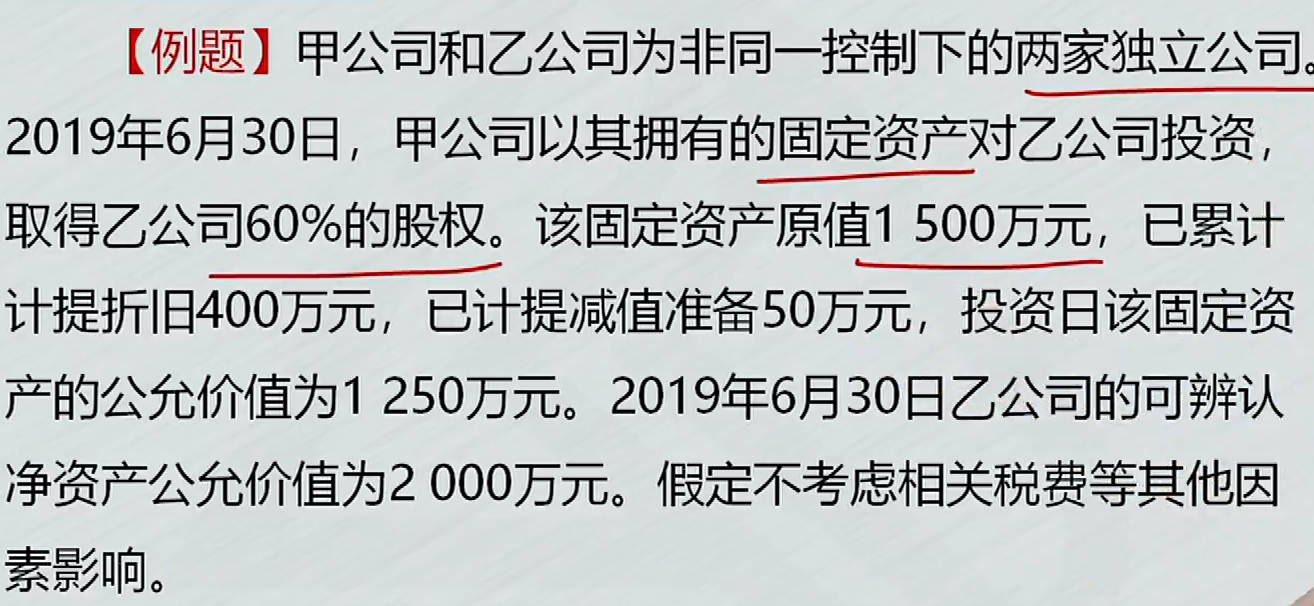 【例题】甲公司和乙公司为非同一控制下的两家独立公司。
2019年6月30日，甲公司以其拥有的固定资产对乙公司投资，
取得乙公司60%的股权。该固定资产原值1 500万元，已累计
计提折旧400万元，已计提减值准备50万元，投资日该固定资
产的公允价值为1 250万元。2019年6月30日乙公司的可辨认
净资产公允价值为2 000万元。假定不考虑相关税费等其他因
素影响。